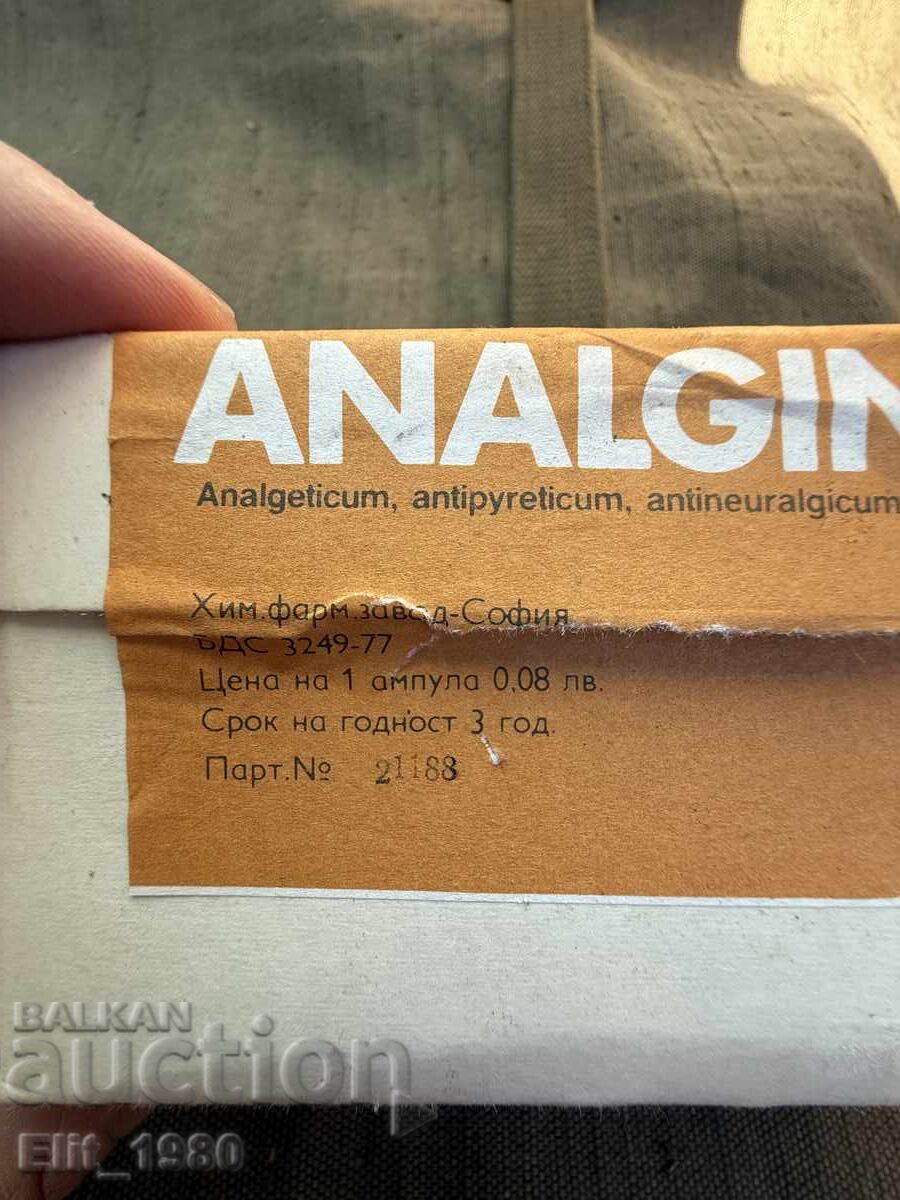 ANALGIN
Analgeticum, antipyreticum, antineuralgicum
Хим.фарм.завод-София
БДС 3249-77
Цена на 1 ампула 0,08 лв.
Срок на годност 3 год.
Парт.№ 21188
BALKAN
auction
Elit_1980